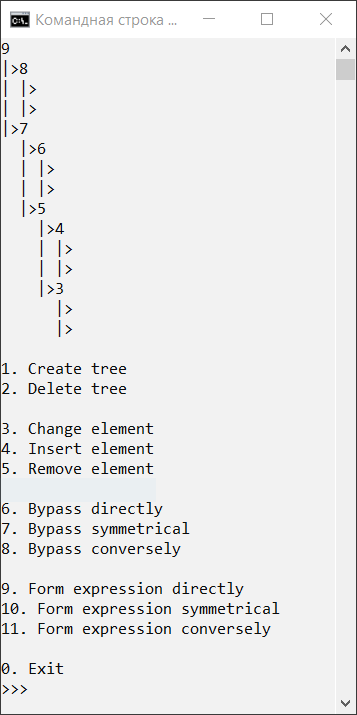 Командная строка ...
9
|>8
| |>
| |>
|>7
  |>6
  | |>
  | |>
  |>5
    |>4
    | |>
    | |>
    |>3
      |>
      |>
1. Create tree
2. Delete tree
3. Change element
4. Insert element
5. Remove element
6. Bypass directly
7. Bypass symmetrical
8. Bypass conversely
9. Form expression directly
10. Form expression symmetrical
11. Form expression conversely
0. Exit
>>>